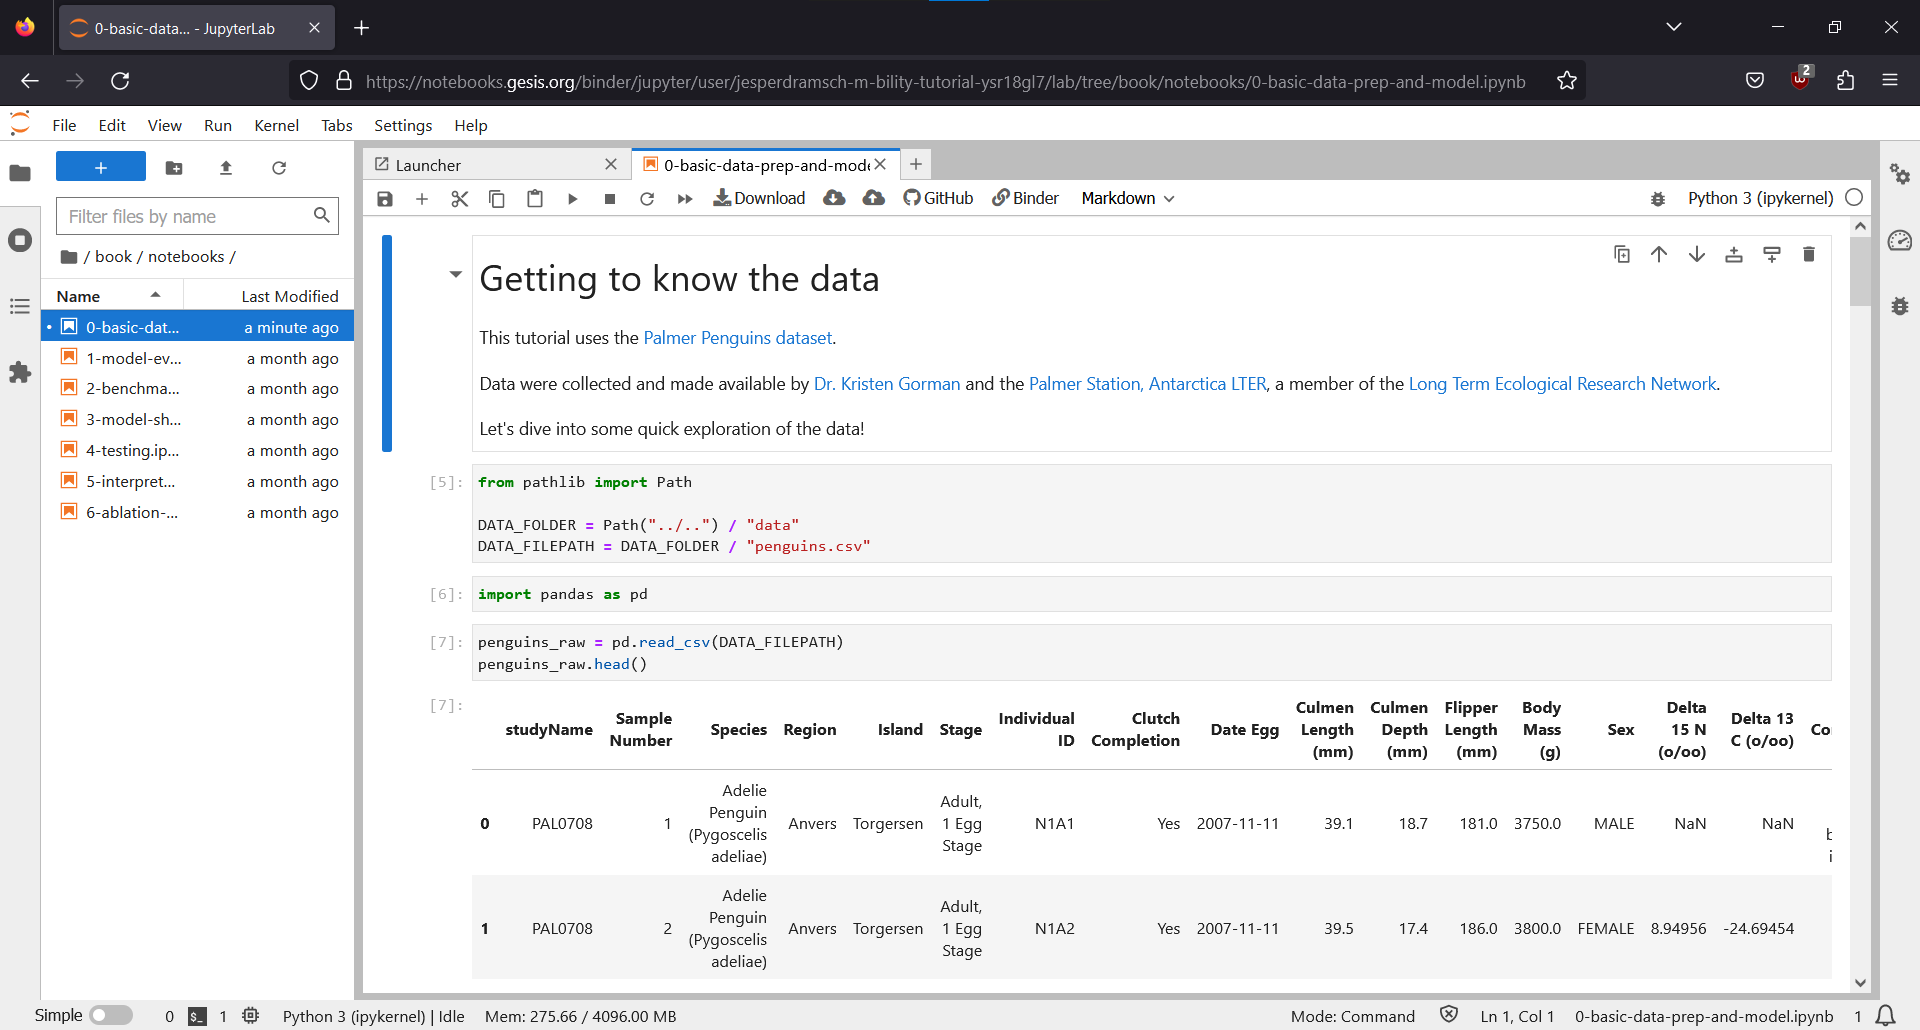 0-basic-data... - JupyterLab
https://notebooks.gesis.org/binder/jupyter/user/jesperdramsch-m-bility-tutorial-ysr18gl7/lab/tree/book/notebooks/0-basic-data-prep-and-model.ipynb
2
File Edit View Run Kernel Tabs Settings Help
Launcher
0-basic-data-prep-and-mode
Download GitHub Binder Markdown Python 3 (ipykernel)
Filter files by name
/ book / notebooks /
Name Last Modified
0-basic-dat... a minute ago
1-model-ev... a month ago
2-benchma... a month ago
3-model-sh... a month ago
4-testing.ip... a month ago
5-interpret... a month ago
6-ablation-... a month ago
Getting to know the data
This tutorial uses the Palmer Penguins dataset.
Data were collected and made available by Dr. Kristen Gorman and the Palmer Station, Antarctica LTER, a member of the Long Term Ecological Research Network.
Let's dive into some quick exploration of the data!
[5]: from pathlib import Path
DATA_FOLDER = Path("../..") / "data"
DATA_FILEPATH = DATA_FOLDER / "penguins.csv"
[6]: import pandas as pd
[7]: penguins_raw = pd.read_csv(DATA_FILEPATH)
penguins_raw.head()
[7]:
studyName Sample Number Species Region Island Stage Individual ID Clutch Completion Date Egg Culmen Length (mm) Culmen Depth (mm) Flipper Length (mm) Body Mass (g) Sex Delta 15 N (o/oo) Delta 13 C (o/oo)
0 PAL0708 1 Adelie Penguin (Pygoscelis adeliae) Anvers Torgersen Adult, 1 Egg Stage N1A1 Yes 2007-11-11 39.1 18.7 181.0 3750.0 MALE NaN NaN
1 PAL0708 2 Adelie Penguin (Pygoscelis adeliae) Anvers Torgersen Adult, 1 Egg Stage N1A2 Yes 2007-11-11 39.5 17.4 186.0 3800.0 FEMALE 8.94956 -24.69454
Simple 0 $_ 1 Python 3 (ipykernel) | Idle Mem: 275.66 / 4096.00 MB Mode: Command Ln 1, Col 1 0-basic-data-prep-and-model.ipynb 1